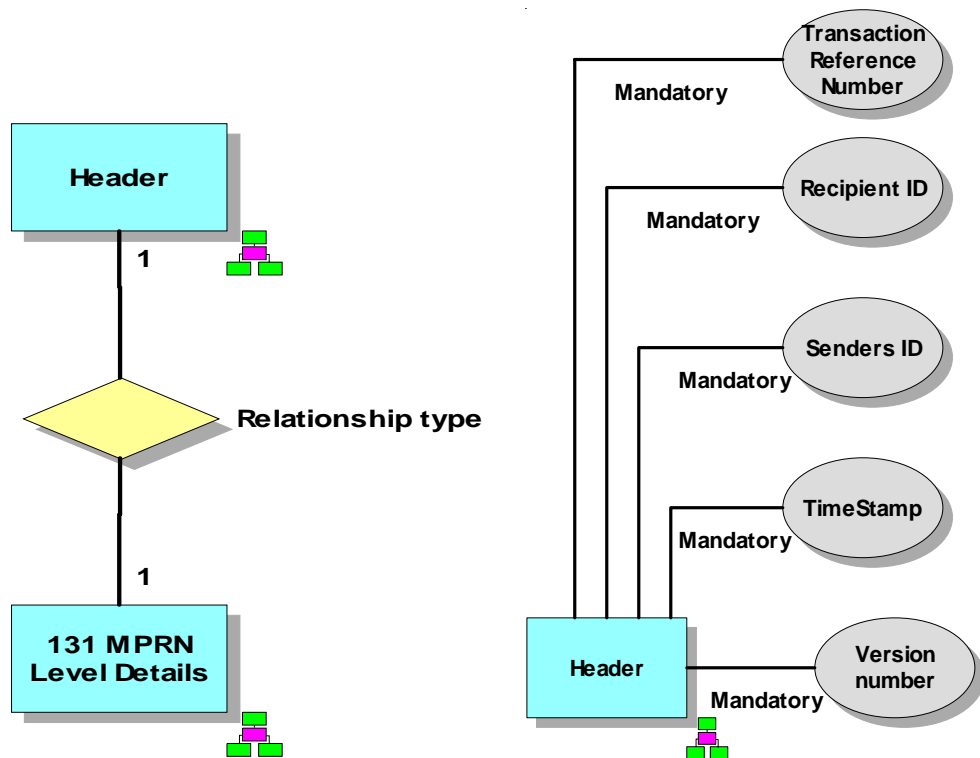 Header
1
Relationship type
1
131 MPRN
Level Details
Transaction
Reference
Number
Mandatory
Recipient ID
Mandatory
Senders ID
Mandatory
TimeStamp
Mandatory
Header
Version
number
Mandatory